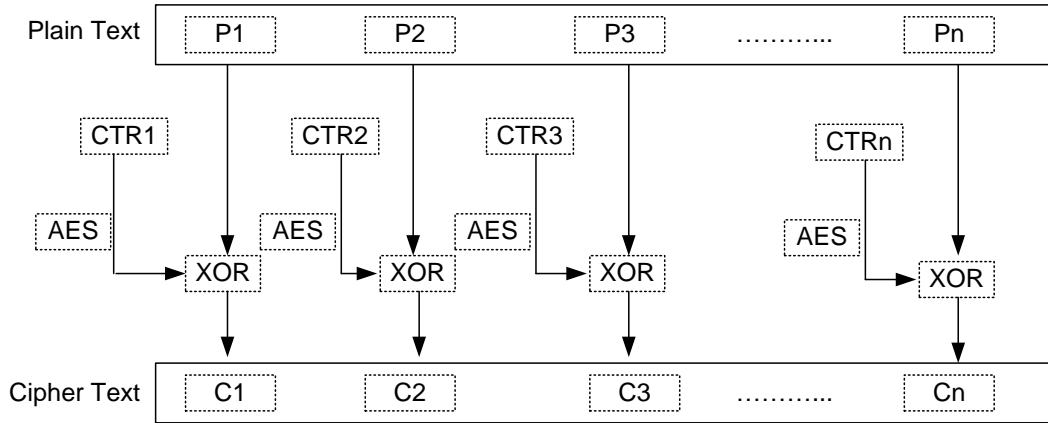 Plain Text P1 P2 P3 ………... Pn
CTR1 CTR2 CTR3 CTRn
AES AES AES AES
XOR XOR XOR XOR
Cipher Text C1 C2 C3 ………... Cn